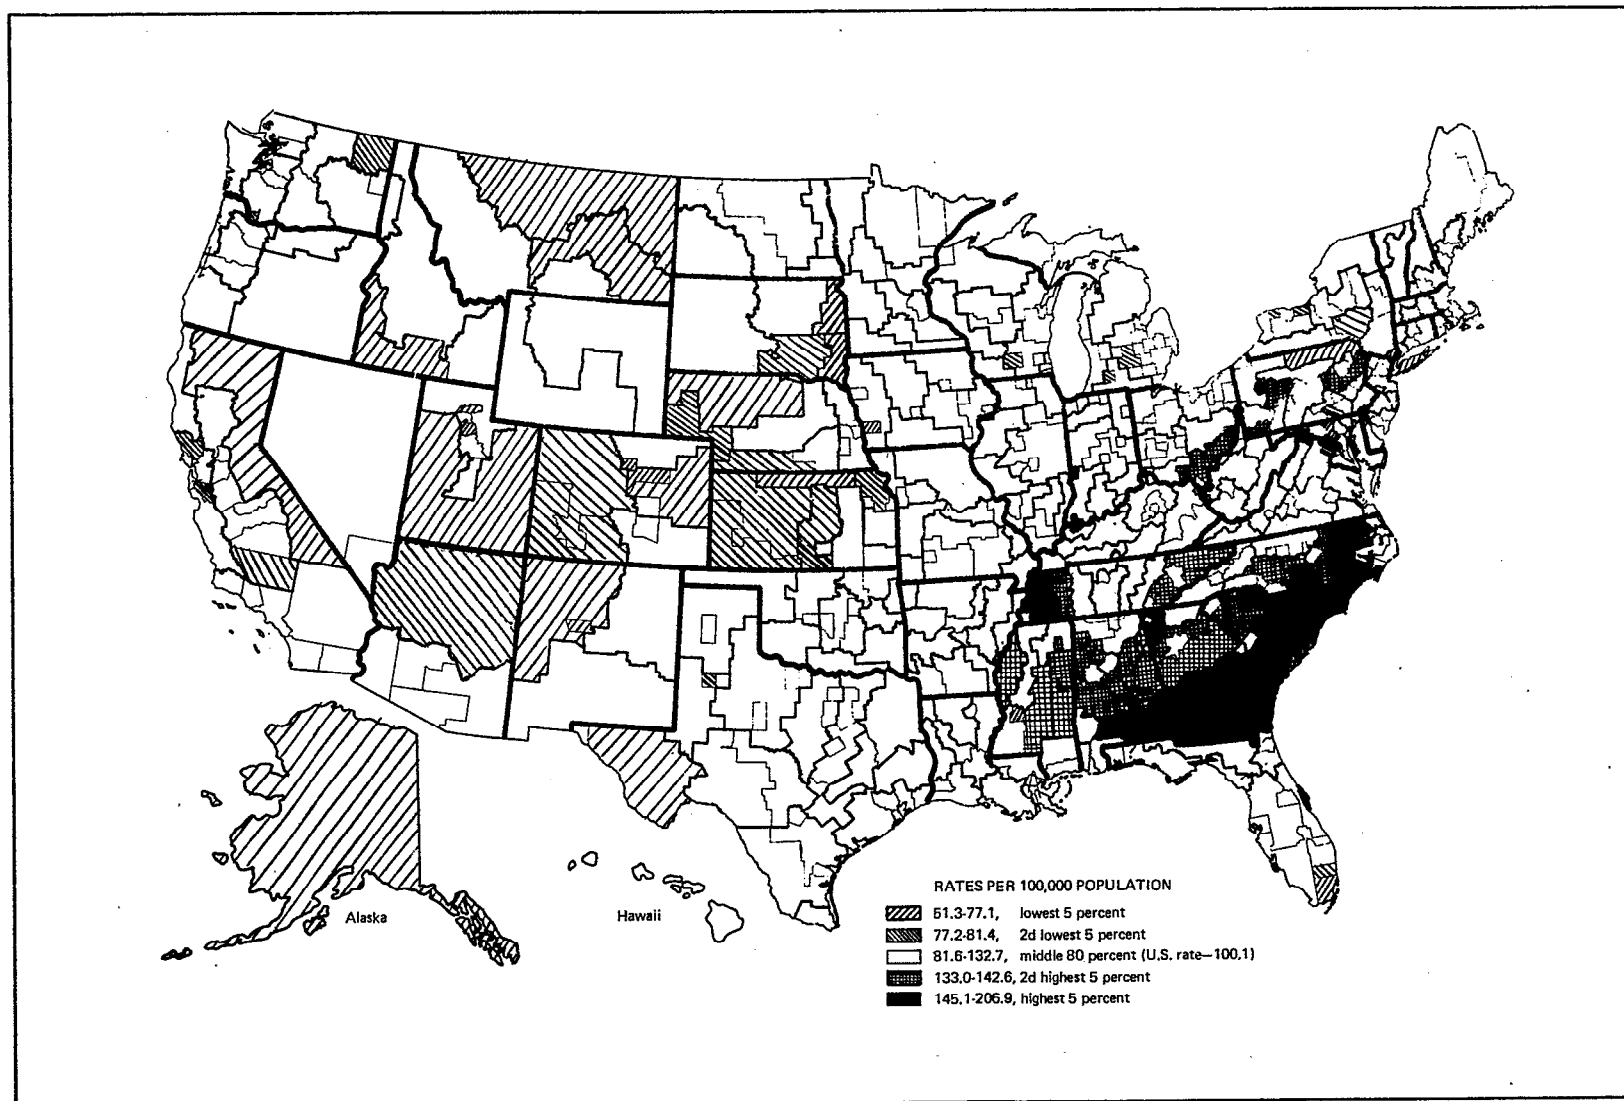 RATES PER 100,000 POPULATION
51.3-77.1, lowest 5 percent
77.2-81.4, 2d lowest 5 percent
81.6-132.7, middle 80 percent (U.S. rate—100.1)
133.0-142.6, 2d highest 5 percent
145.1-206.9, highest 5 percent
Alaska
Hawaii